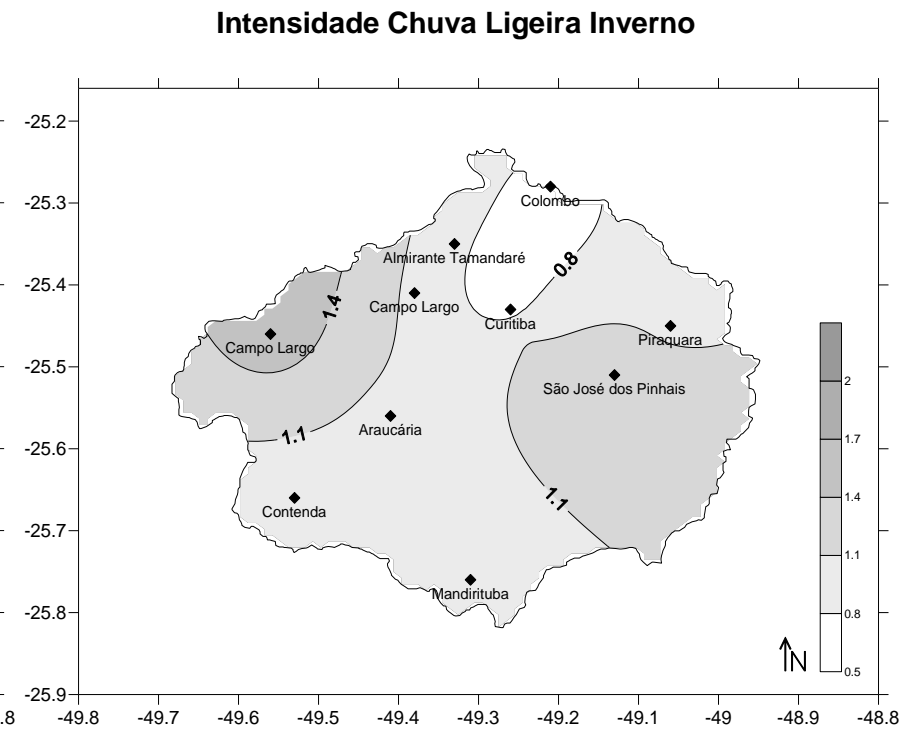 Intensidade Chuva Ligeira Inverno
-25.2
-25.3
-25.4
-25.5
-25.6
-25.7
-25.8
-25.9
Colombo
Almirante Tamandaré
0.8
Campo Largo
1.4
Curitiba
Campo Largo
Piraquara
São José dos Pinhais
Araucária
1.1
1.1
Contenda
Mandirituba
2
1.7
1.4
1.1
0.8
0.5
N
.8 -49.8 -49.7 -49.6 -49.5 -49.4 -49.3 -49.2 -49.1 -49 -48.9 -48.8